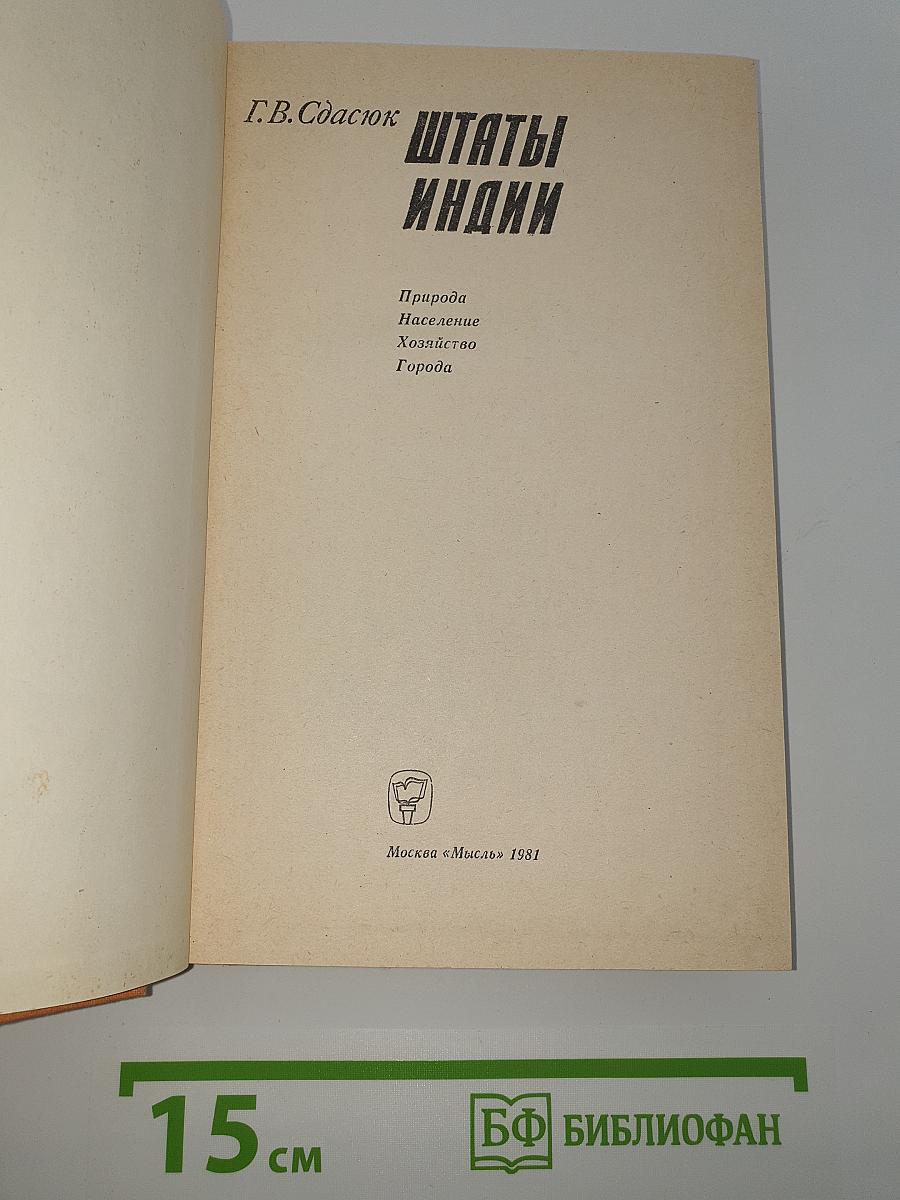 Г. В. Сдасюк
ШТАТЫ
ИНДИИ
Природа
Население
Хозяйство
Города
Москва «Мысль» 1981
15 см
БФ БИБЛИОФАН